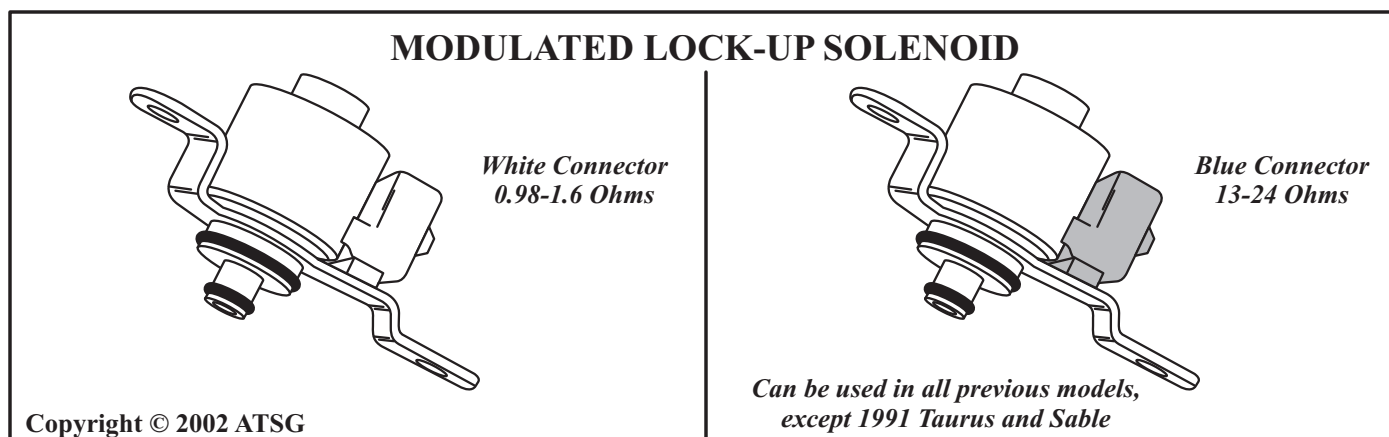 MODULATED LOCK-UP SOLENOID
White Connector
0.98-1.6 Ohms
Copyright © 2002 ATSG
Blue Connector
13-24 Ohms
Can be used in all previous models,
except 1991 Taurus and Sable